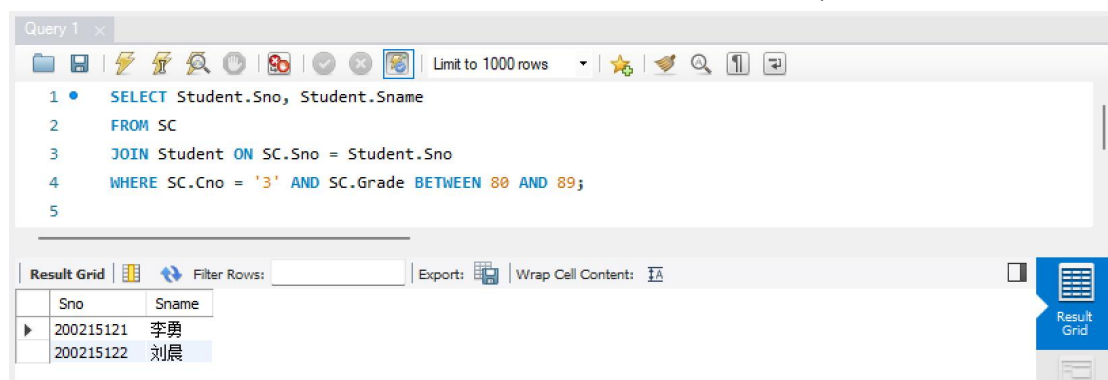 Query 1
Limit to 1000 rows
1 SELECT Student.Sno, Student.Sname
2 FROM SC
3 JOIN Student ON SC.Sno = Student.Sno
4 WHERE SC.Cno = '3' AND SC.Grade BETWEEN 80 AND 89;
5
Result Grid Filter Rows: Export: Wrap Cell Content: IA
Sno Sname
200215121 李勇
200215122 刘晨
Result
Grid